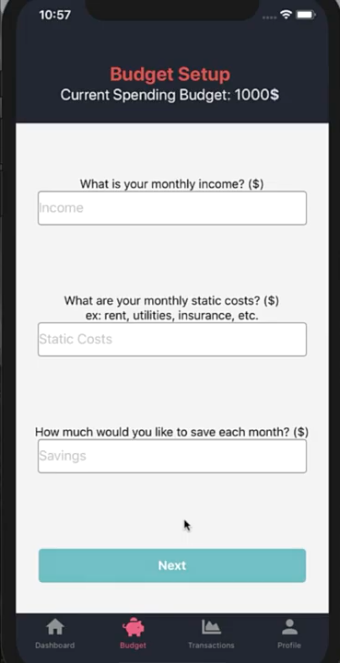 10:57
Budget Setup
Current Spending Budget: 1000$
What is your monthly income? ($)
Income
What are your monthly static costs? ($)
ex: rent, utilities, insurance, etc.
Static Costs
How much would you like to save each month? ($)
Savings
Next
Dashboard Budget Transactions Profile